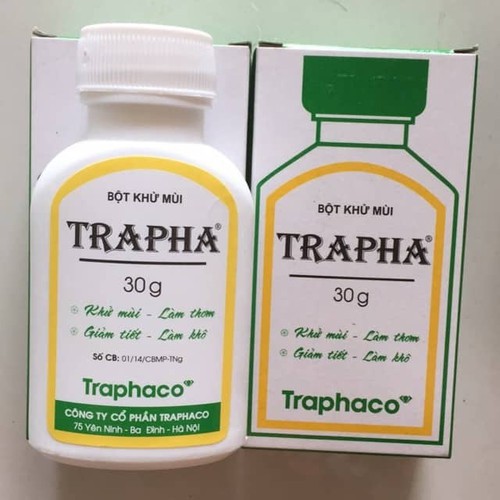 BỘT KHỬ MÙI
TRAPHA®
30g
Khử mùi - Làm thơm
Giảm tiết - Làm khô
Số CB: 01/14/CBMP-TNg
Traphaco
CÔNG TY CỔ PHẦN TRAPHACO
75 Yên Ninh - Ba Đình - Hà Nội
BỘT KHỬ MÙI
TRAPHA®
30g
Khử mùi - Làm thơm
Giảm tiết - Làm khô
Traphaco